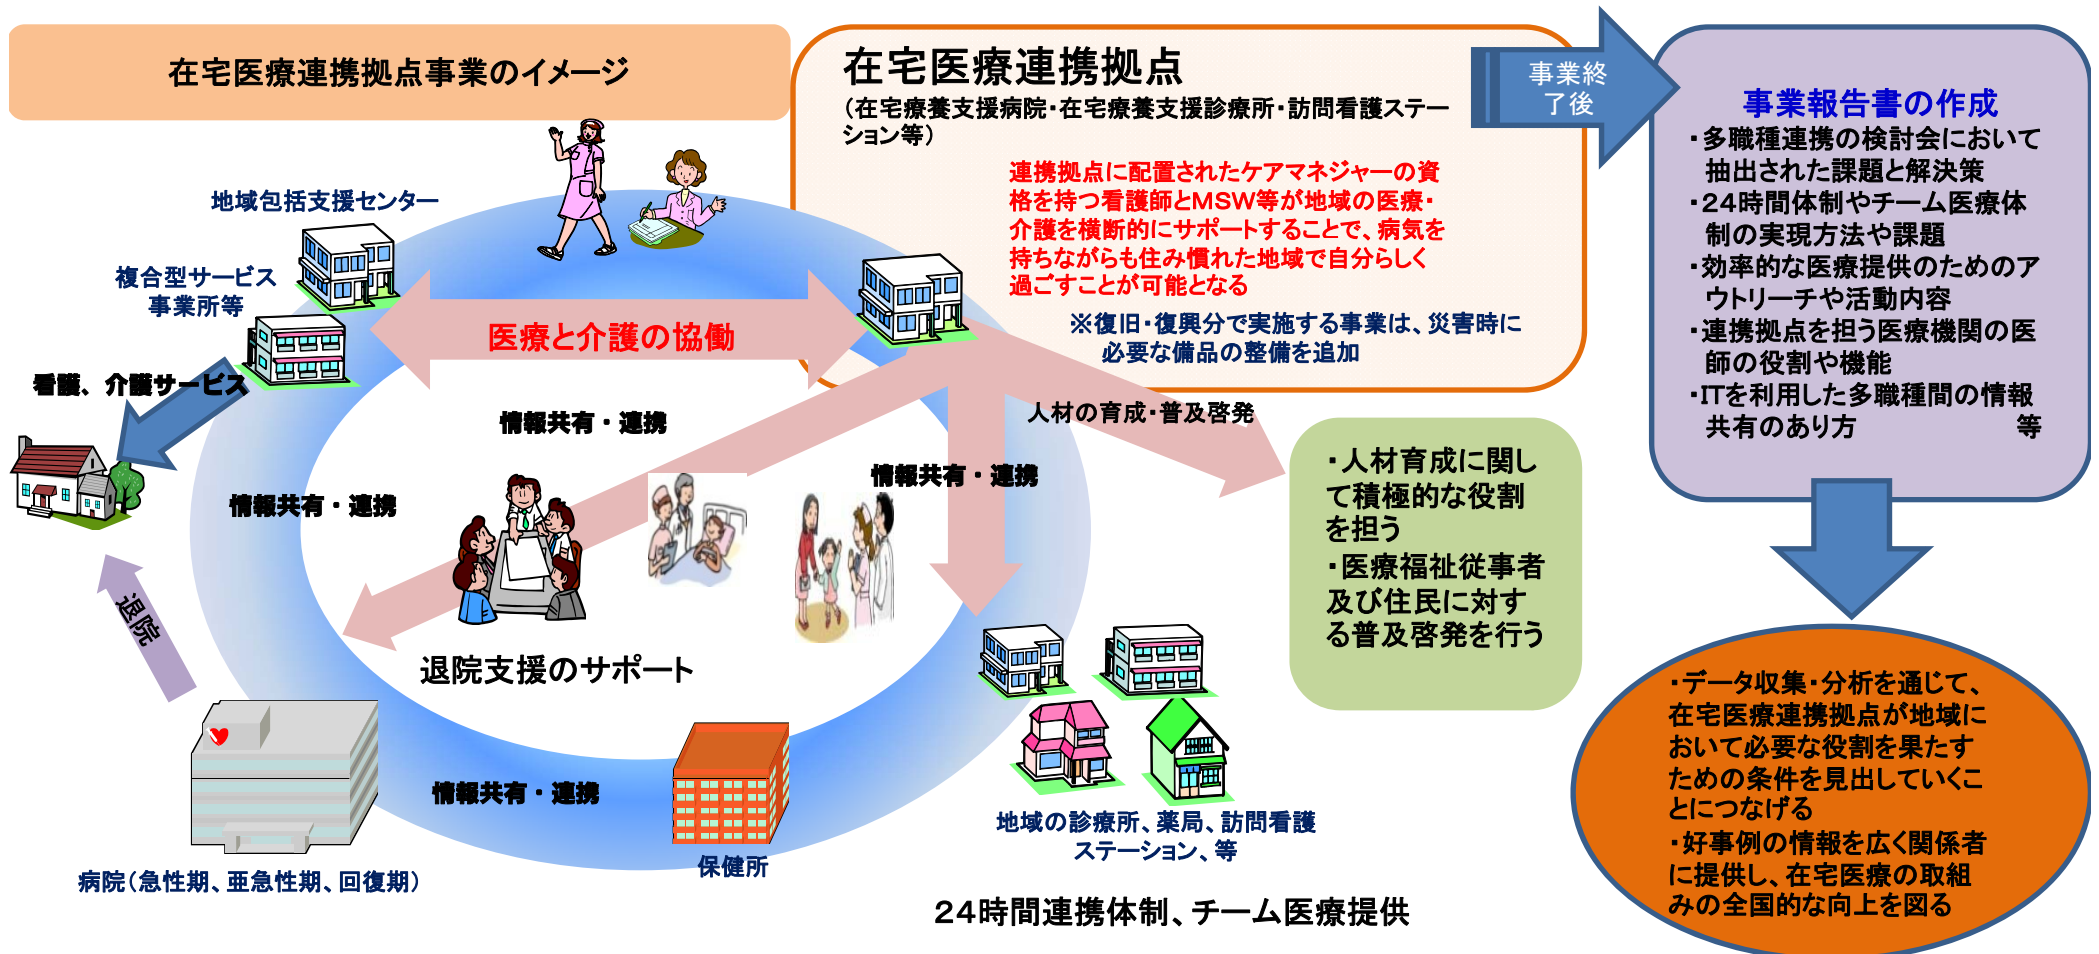 在宅医療連携拠点事業のイメージ
在宅医療連携拠点
（在宅療養支援病院・在宅療養支援診療所・訪問看護ステー
ション等）
連携拠点に配置されたケアマネジャーの資
格を持つ看護師とＭＳＷ等が地域の医療・
介護を横断的にサポートすることで、病気を
持ちながらも住み慣れた地域で自分らしく
過ごすことが可能となる
※復旧・復興分で実施する事業は、災害時に
必要な備品の整備を追加
事業終
了後
事業報告書の作成
・多職種連携の検討会において
抽出された課題と解決策
・24時間体制やチーム医療体
制の実現方法や課題
・効率的な医療提供のためのア
ウトリーチや活動内容
・連携拠点を担う医療機関の医
師の役割や機能
・ITを利用した多職種間の情報
共有のあり方 等
地域包括支援センター
複合型サービス
事業所等
医療と介護の協働
看護、介護サービス
情報共有・連携
人材の育成・普及啓発
情報共有・連携
情報共有・連携
・人材育成に関し
て積極的な役割
を担う
・医療福祉従事者
及び住民に対す
る普及啓発を行う
退院
退院支援のサポート
情報共有・連携
病院（急性期、亜急性期、回復期）
保健所
地域の診療所、薬局、訪問看護
ステーション、等
２４時間連携体制、チーム医療提供
・データ収集・分析を通じて、
在宅医療連携拠点が地域に
おいて必要な役割を果たす
ための条件を見出していくこ
とにつなげる
・好事例の情報を広く関係者
に提供し、在宅医療の取組
みの全国的な向上を図る